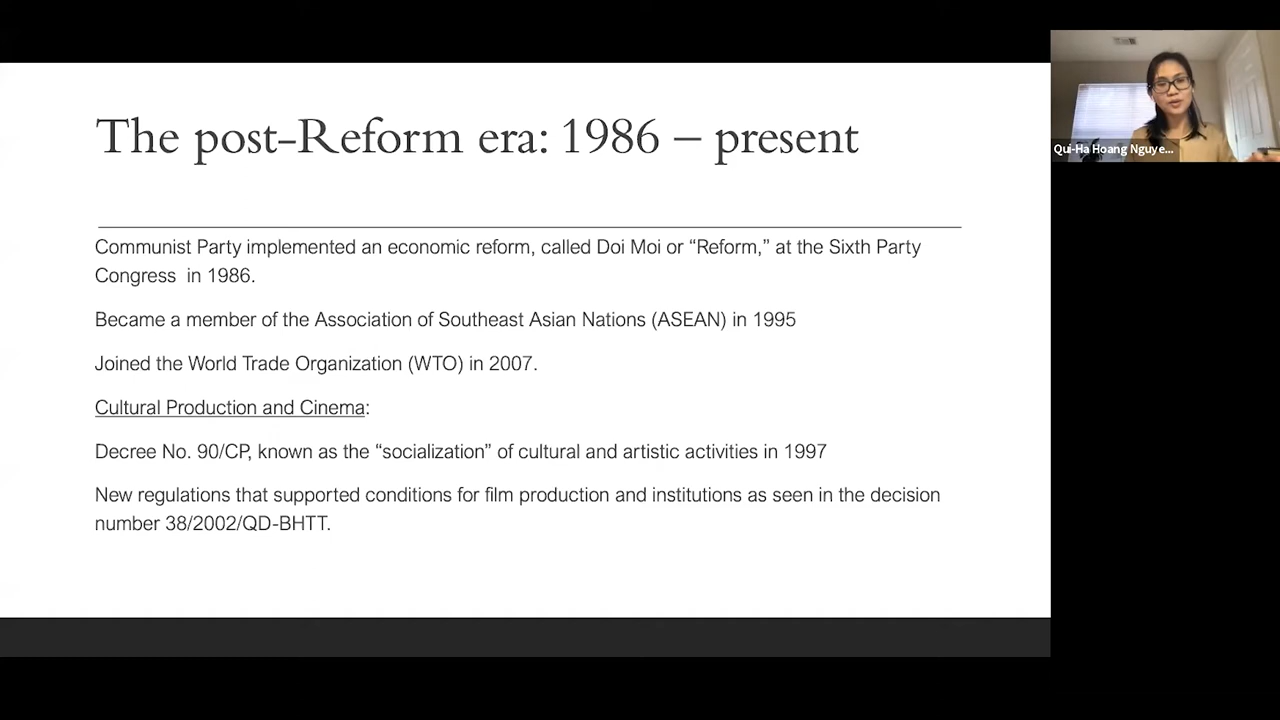 The post-Reform era: 1986 – present
Communist Party implemented an economic reform, called Doi Moi or “Reform,” at the Sixth Party
Congress  in 1986.
Became a member of the Association of Southeast Asian Nations (ASEAN) in 1995
Joined the World Trade Organization (WTO) in 2007.
Cultural Production and Cinema:
Decree No. 90/CP, known as the “socialization” of cultural and artistic activities in 1997
New regulations that supported conditions for film production and institutions as seen in the decision
number 38/2002/QD-BHTT.
Qui-Ha Hoang Nguye...